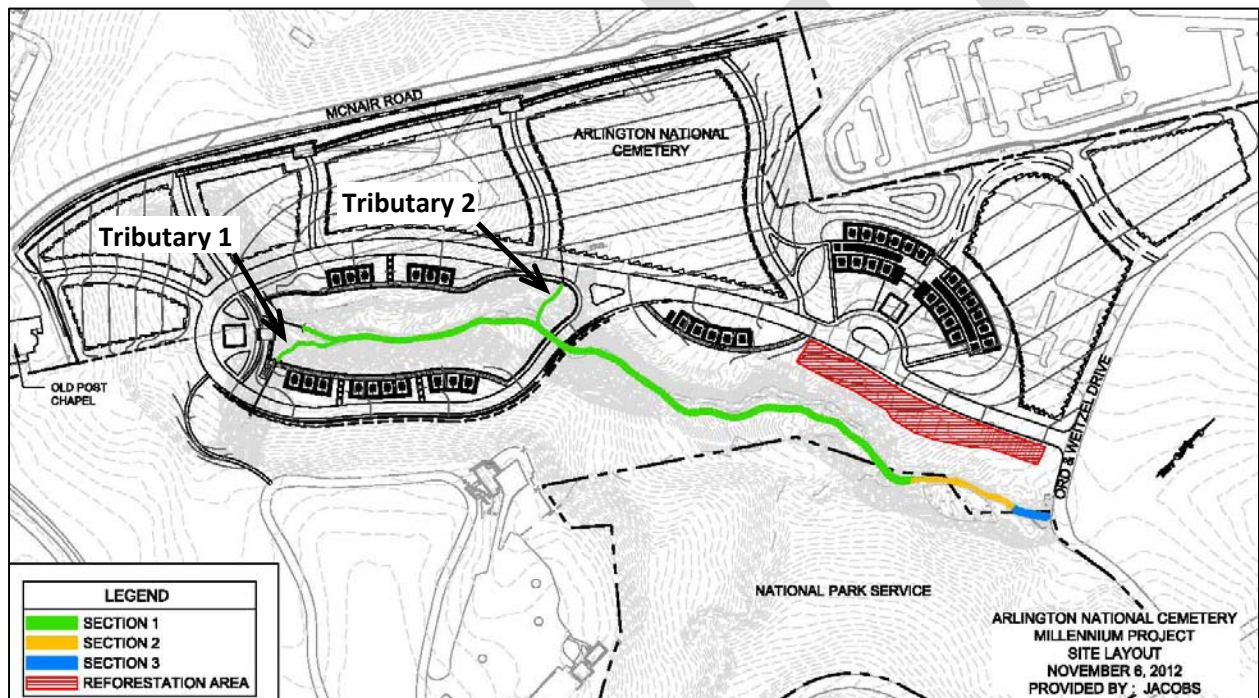 MCNAIR ROAD
ARLINGTON NATIONAL
CEMETERY
Tributary 2
Tributary 1
OLD POST
CHAPEL
ORD & WEITZELDRIVE
NATIONAL PARK SERVICE
LEGEND
SECTION 1
SECTION 2
SECTION 3
REFORESTATION AREA
ARLINGTON NATIONAL CEMETERY
MILLENNIUM PROJECT
SITE LAYOUT
NOVEMBER 6, 2012
PROVIDED BY : JACOBS